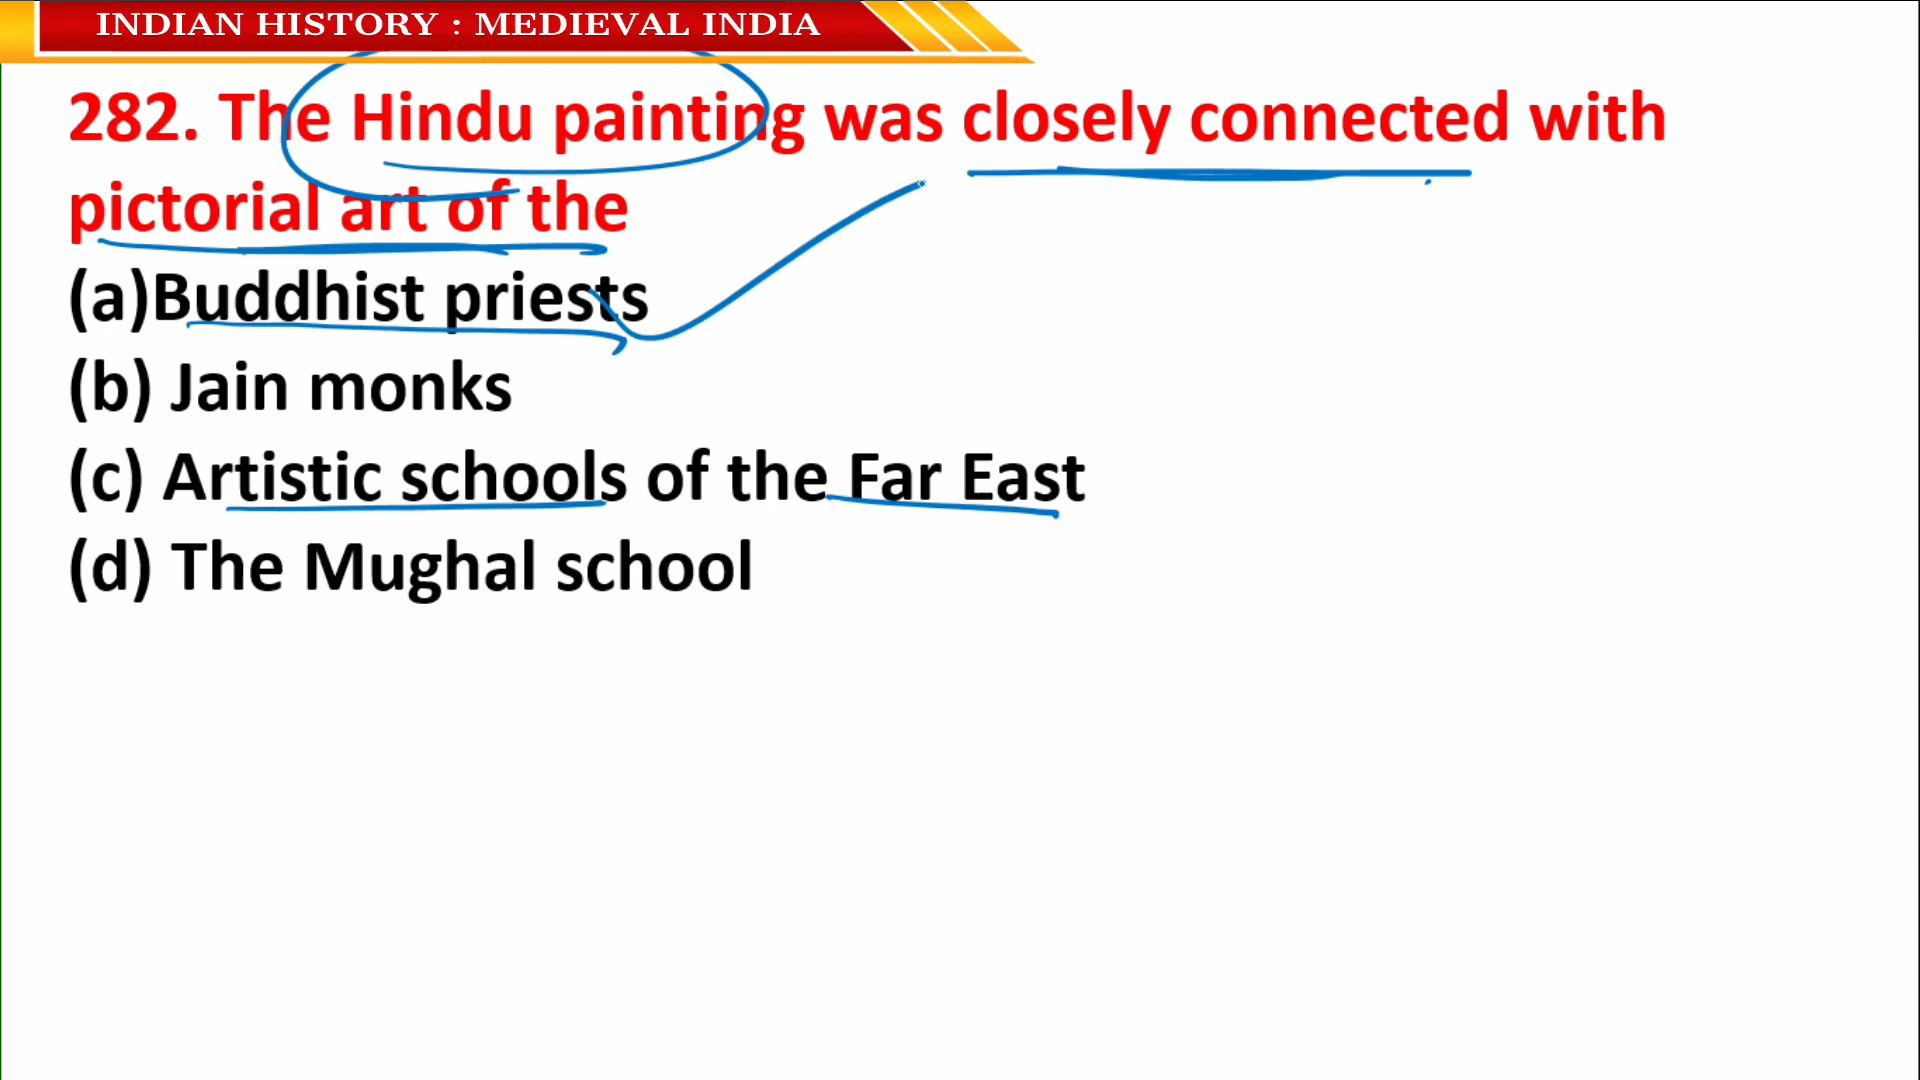 INDIAN HISTORY : MEDIEVAL INDIA
282. The Hindu painting was closely connected with
pictorial art of the
(a)Buddhist priests
(b) Jain monks
(c) Artistic schools of the Far East
(d) The Mughal school